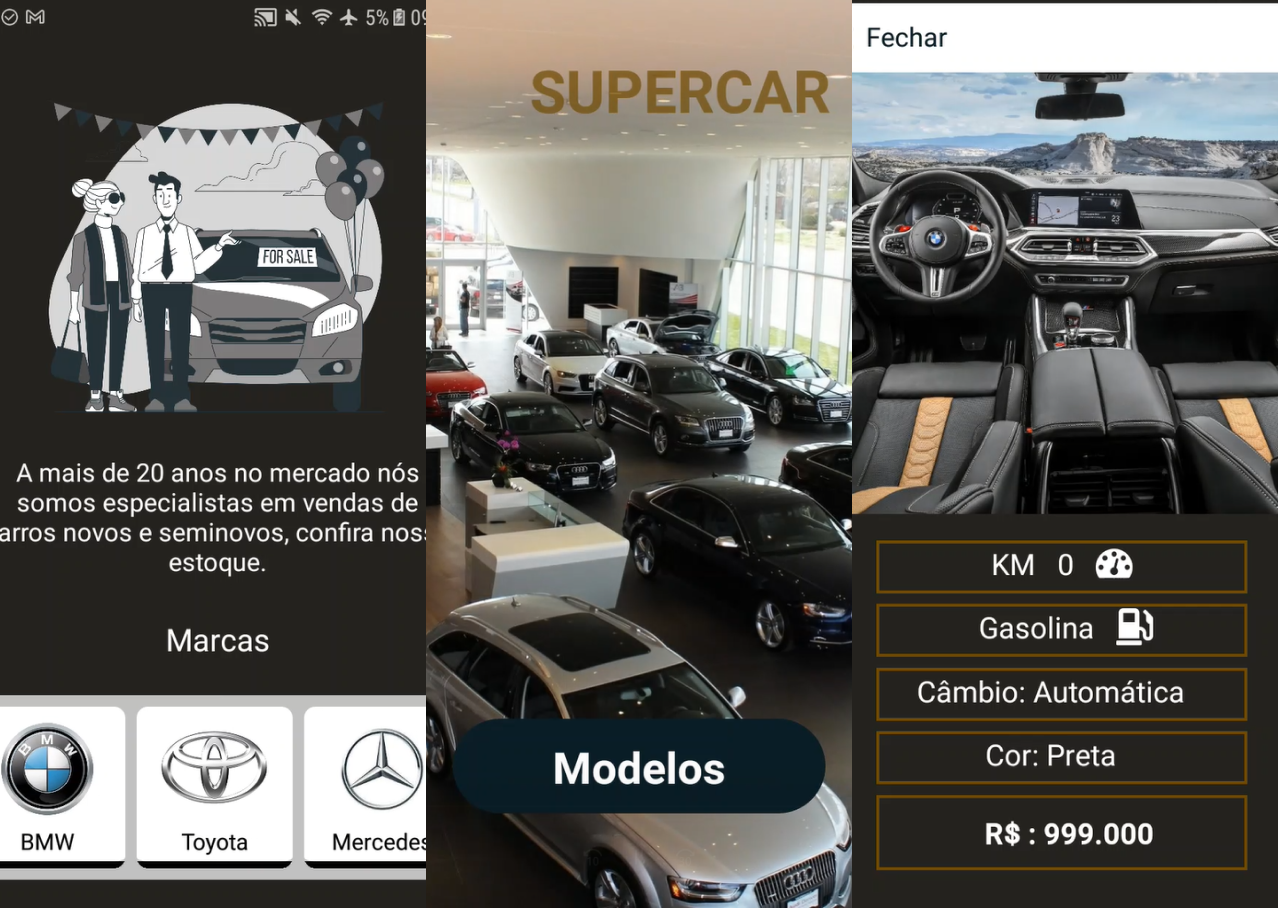 5%
FOR SALE
A mais de 20 anos no mercado nós
somos especialistas em vendas de
arros novos e seminovos, confira noss
estoque.
Marcas
BMW
BMW
Toyota
Mercedes
SUPERCAR
Modelos
Fechar
KM 0
Gasolina
Câmbio: Automática
Cor: Preta
R$ : 999.000